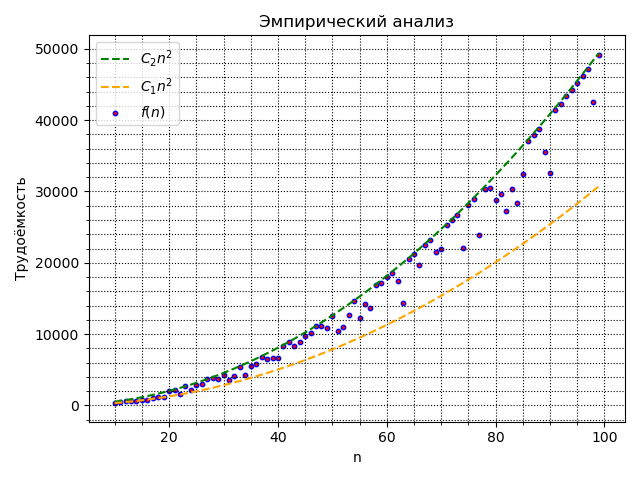 Эмпирический анализ
C₂n²
C₁n²
f(n)
Трудоёмкость
50000
40000
30000
20000
10000
0
20 40 60 80 100
n